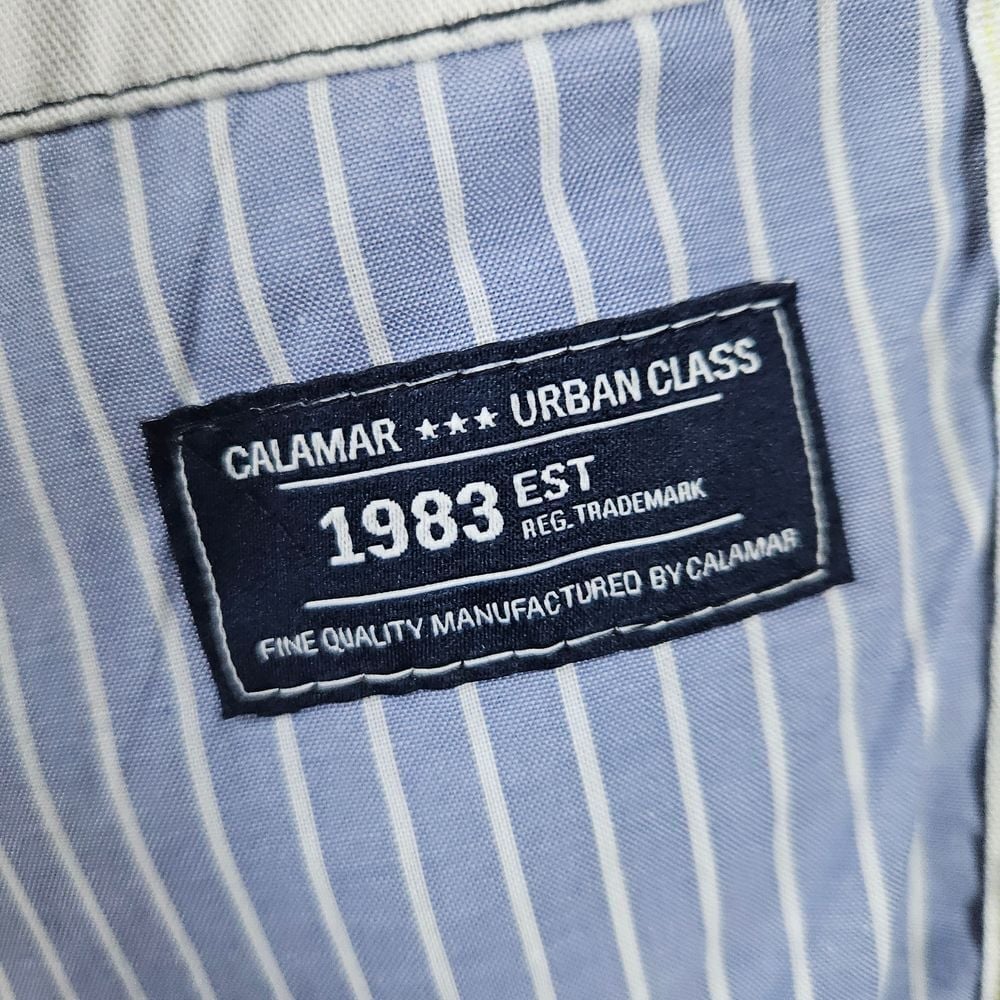 CALAMAR ★★★ URBAN CLASS
1983 EST
REG. TRADEMARK
FINE QUALITY MANUFACTURED BY CALAMAR